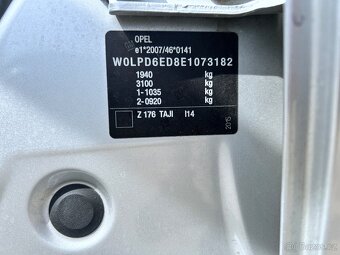 OPEL
e1*2007/46*0141
W0LPD6ED8E1073182
1940 kg
3100 kg
1-1035 kg
2-0920 kg
Z 176 TAJI I14
2015